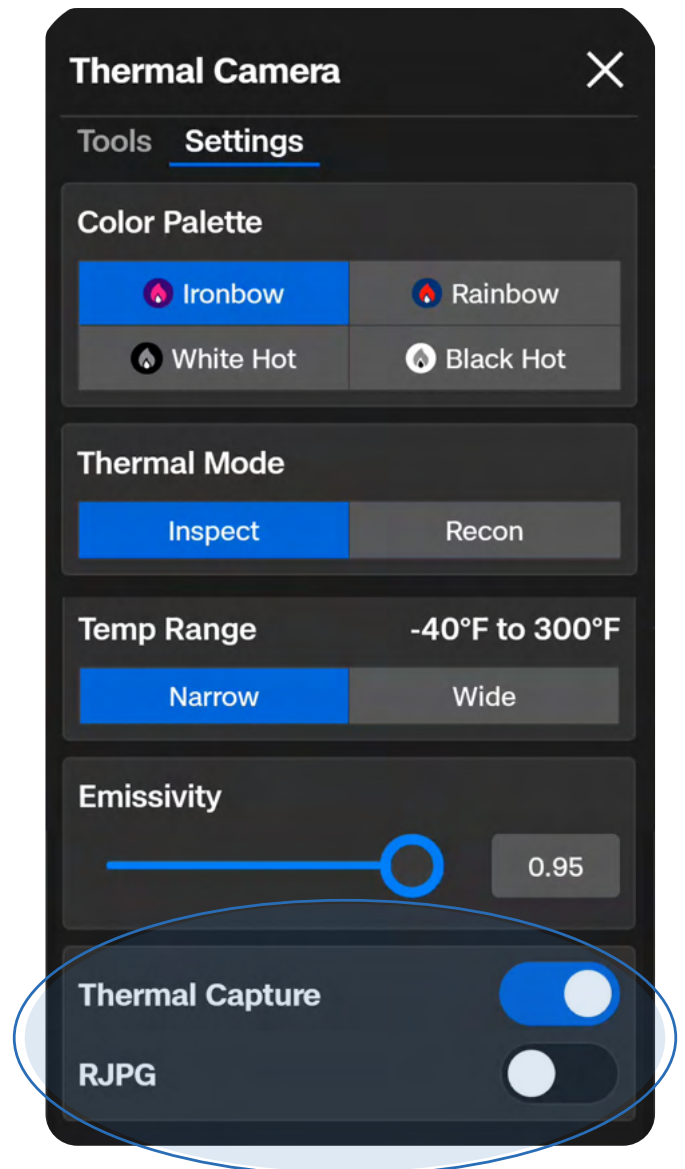 Thermal Camera
Tools Settings
Color Palette
Ironbow Rainbow
White Hot Black Hot
Thermal Mode
Inspect Recon
Temp Range -40°F to 300°F
Narrow Wide
Emissivity
0.95
Thermal Capture
RJPG